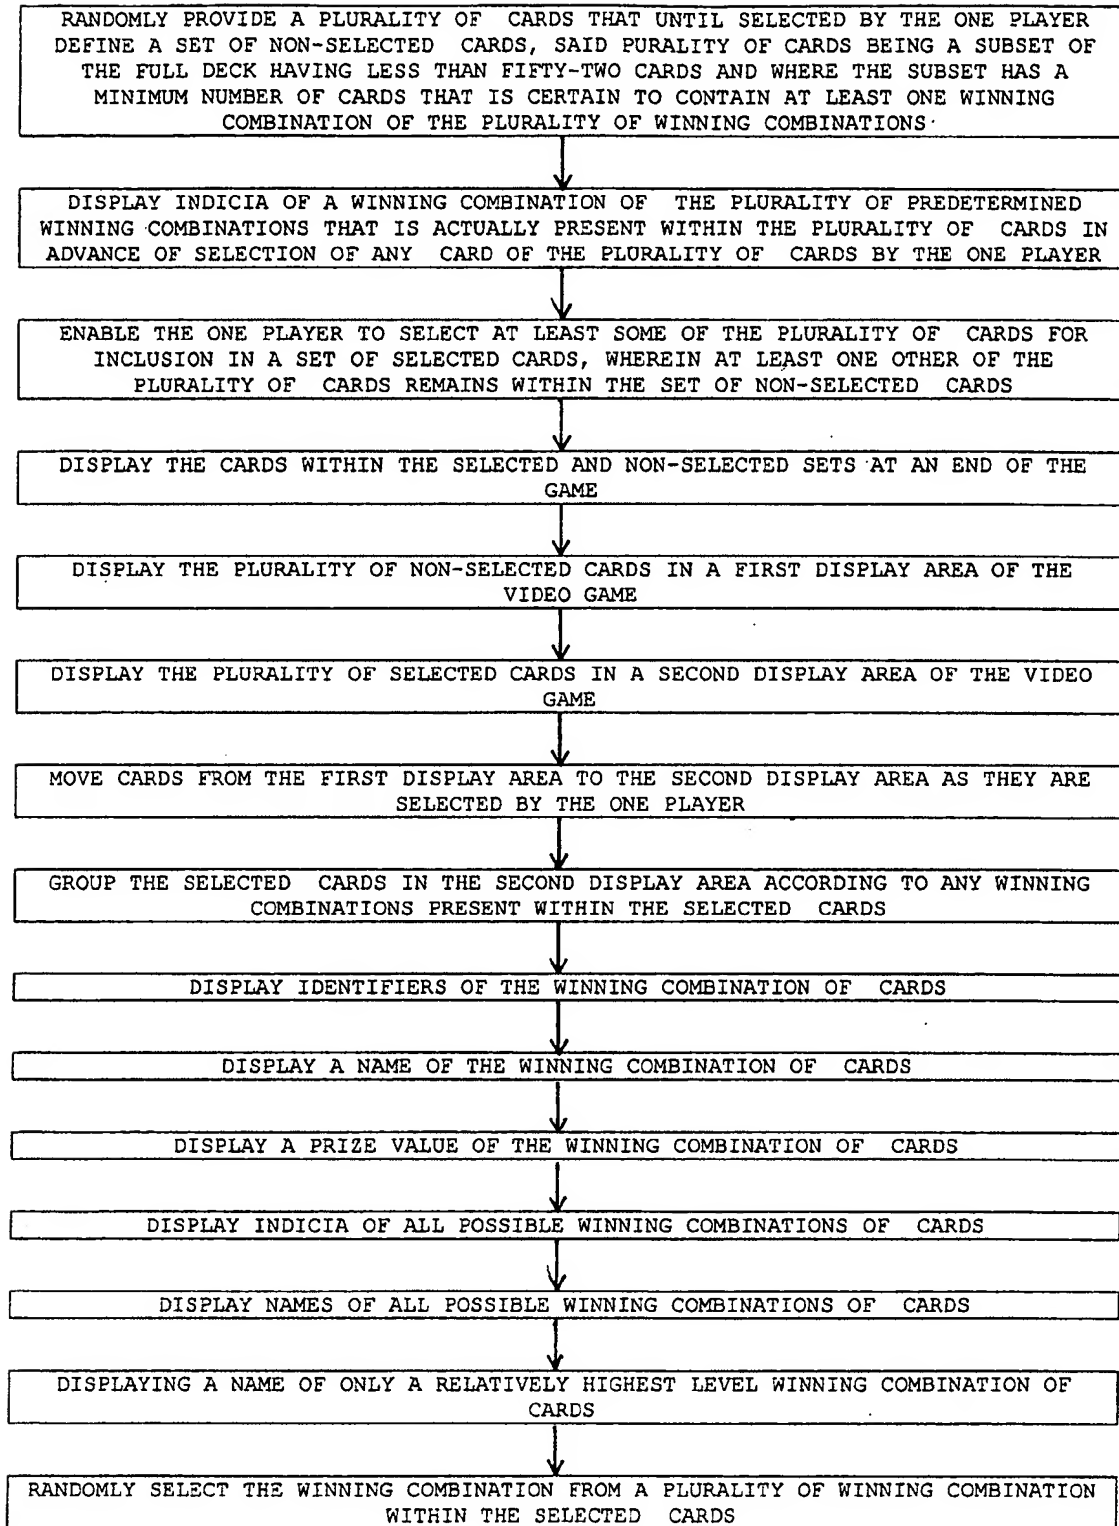 RANDOMLY PROVIDE A PLURALITY OF CARDS THAT UNTIL SELECTED BY THE ONE PLAYER
DEFINE A SET OF NON-SELECTED CARDS, SAID PURALITY OF CARDS BEING A SUBSET OF
THE FULL DECK HAVING LESS THAN FIFTY-TWO CARDS AND WHERE THE SUBSET HAS A
MINIMUM NUMBER OF CARDS THAT IS CERTAIN TO CONTAIN AT LEAST ONE WINNING
COMBINATION OF THE PLURALITY OF WINNING COMBINATIONS
DISPLAY INDICIA OF A WINNING COMBINATION OF THE PLURALITY OF PREDETERMINED
WINNING COMBINATIONS THAT IS ACTUALLY PRESENT WITHIN THE PLURALITY OF CARDS IN
ADVANCE OF SELECTION OF ANY CARD OF THE PLURALITY OF CARDS BY THE ONE PLAYER
ENABLE THE ONE PLAYER TO SELECT AT LEAST SOME OF THE PLURALITY OF CARDS FOR
INCLUSION IN A SET OF SELECTED CARDS, WHEREIN AT LEAST ONE OTHER OF THE
PLURALITY OF CARDS REMAINS WITHIN THE SET OF NON-SELECTED CARDS
DISPLAY THE CARDS WITHIN THE SELECTED AND NON-SELECTED SETS AT AN END OF THE
GAME
DISPLAY THE PLURALITY OF NON-SELECTED CARDS IN A FIRST DISPLAY AREA OF THE
VIDEO GAME
DISPLAY THE PLURALITY OF SELECTED CARDS IN A SECOND DISPLAY AREA OF THE VIDEO
GAME
MOVE CARDS FROM THE FIRST DISPLAY AREA TO THE SECOND DISPLAY AREA AS THEY ARE
SELECTED BY THE ONE PLAYER
GROUP THE SELECTED CARDS IN THE SECOND DISPLAY AREA ACCORDING TO ANY WINNING
COMBINATIONS PRESENT WITHIN THE SELECTED CARDS
DISPLAY IDENTIFIERS OF THE WINNING COMBINATION OF CARDS
DISPLAY A NAME OF THE WINNING COMBINATION OF CARDS
DISPLAY A PRIZE VALUE OF THE WINNING COMBINATION OF CARDS
DISPLAY INDICIA OF ALL POSSIBLE WINNING COMBINATIONS OF CARDS
DISPLAY NAMES OF ALL POSSIBLE WINNING COMBINATIONS OF CARDS
DISPLAYING A NAME OF ONLY A RELATIVELY HIGHEST LEVEL WINNING COMBINATION OF
CARDS
RANDOMLY SELECT THE WINNING COMBINATION FROM A PLURALITY OF WINNING COMBINATION
WITHIN THE SELECTED CARDS